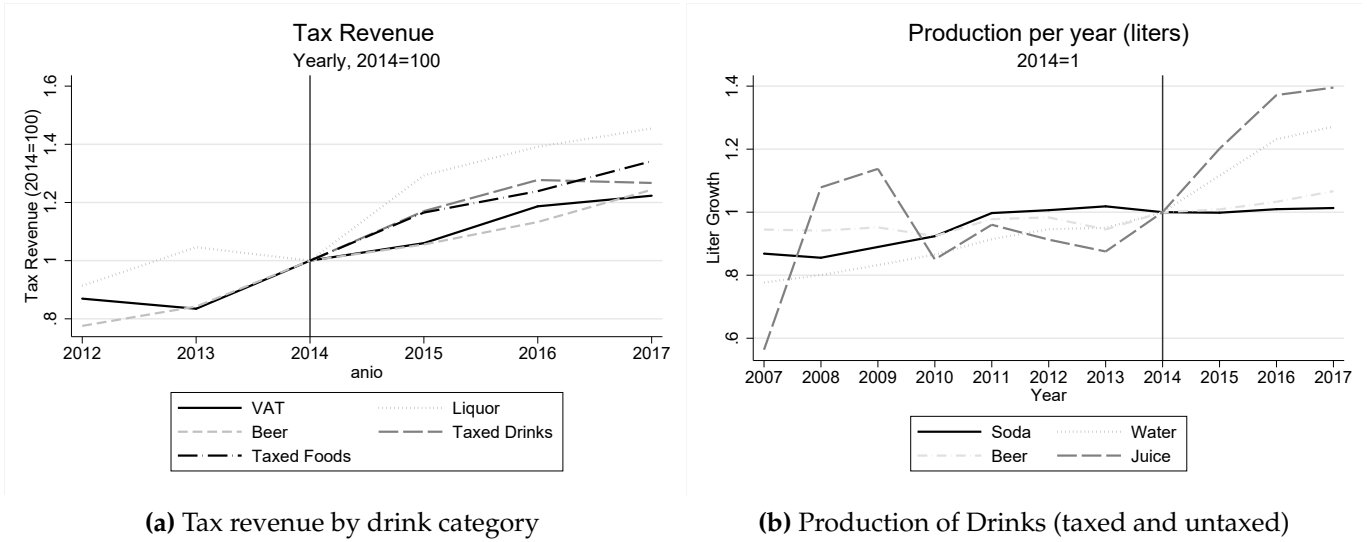 Tax Revenue
Yearly, 2014=100
Tax Revenue (2014=100)
1.6
1.4
1.2
1
.8
2012 2013 2014 2015 2016 2017
anio
VAT Liquor
Beer Taxed Drinks
Taxed Foods
(a) Tax revenue by drink category
Production per year (liters)
2014=1
Liter Growth
1.4
1.2
1
.8
.6
2007 2008 2009 2010 2011 2012 2013 2014 2015 2016 2017
Year
Soda Water
Beer Juice
(b) Production of Drinks (taxed and untaxed)